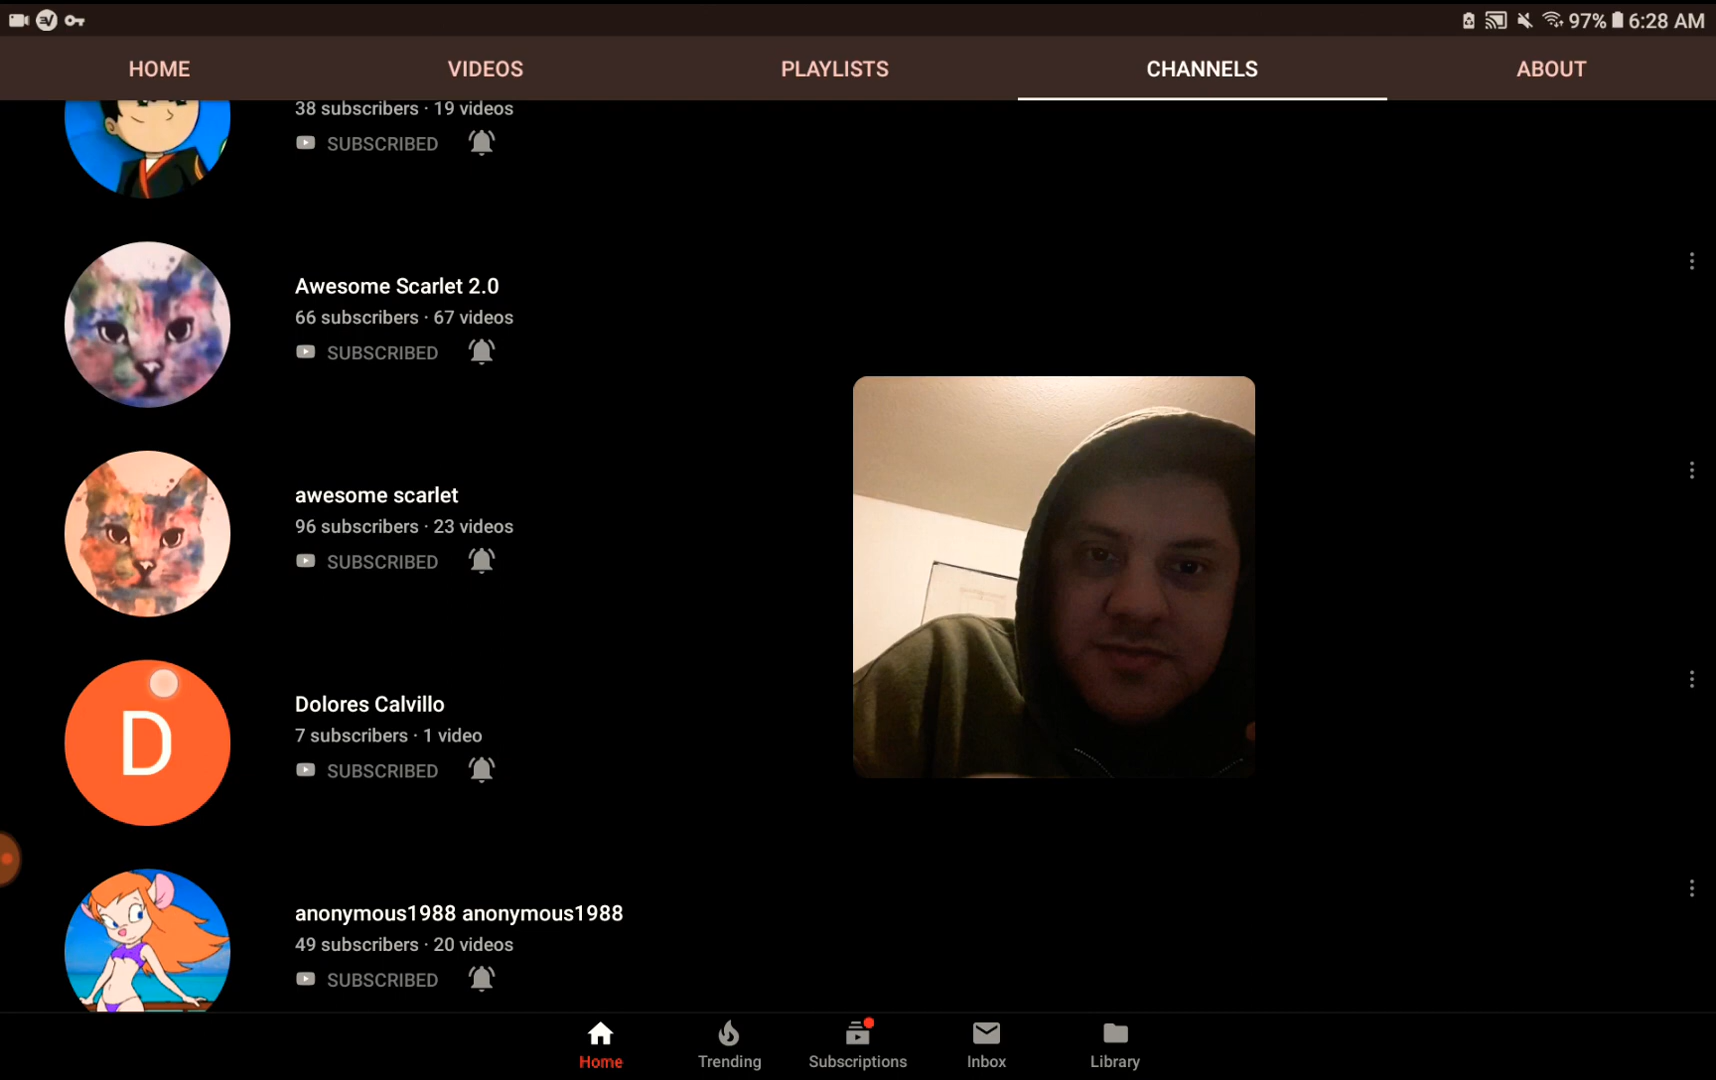 97% 6:28 AM
HOME VIDEOS PLAYLISTS CHANNELS ABOUT
38 subscribers · 19 videos
SUBSCRIBED
Awesome Scarlet 2.0
66 subscribers · 67 videos
SUBSCRIBED
awesome scarlet
96 subscribers · 23 videos
SUBSCRIBED
D
Dolores Calvillo
7 subscribers · 1 video
SUBSCRIBED
anonymous1988 anonymous1988
49 subscribers · 20 videos
SUBSCRIBED
Home Trending Subscriptions Inbox Library